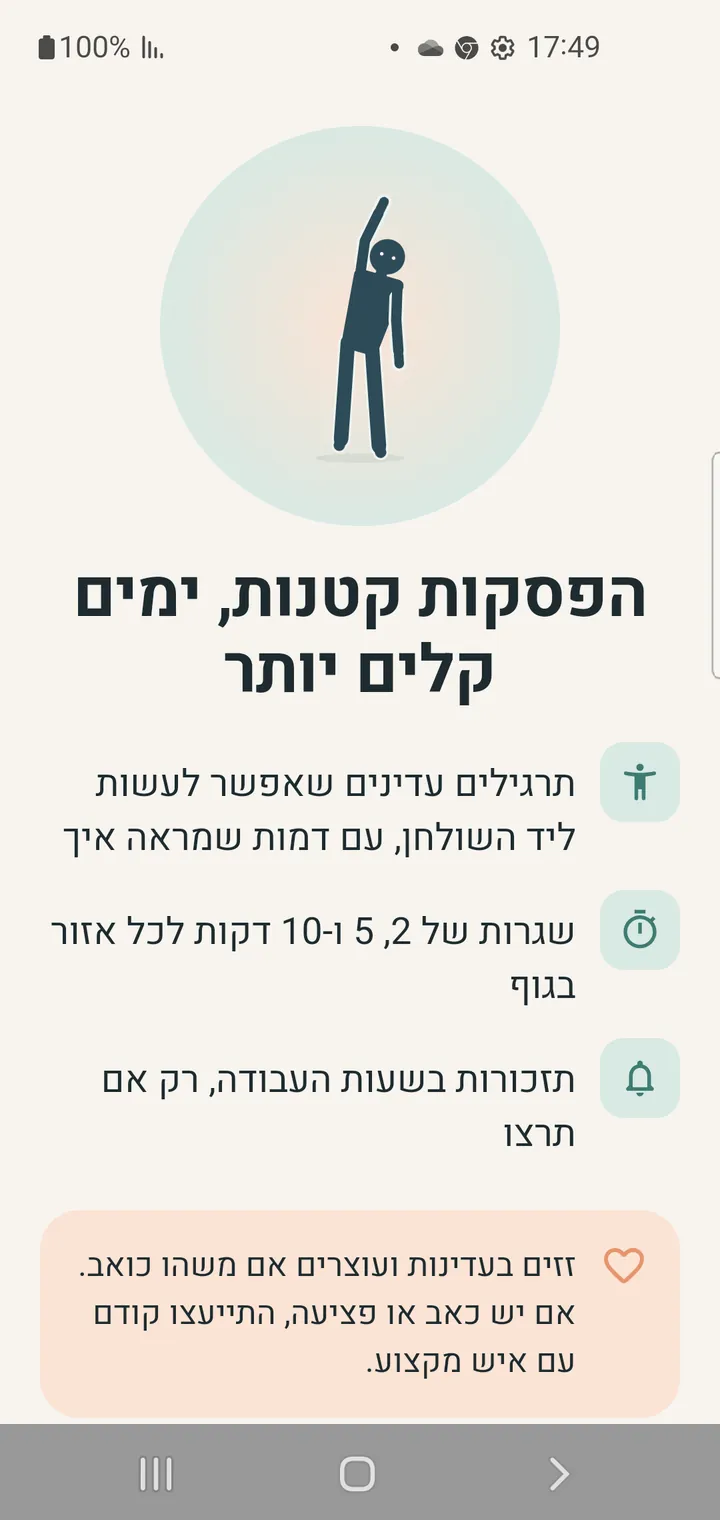 100% 17:49
הפסקות קטנות, ימים
קלים יותר
תרגילים עדינים שאפשר לעשות
ליד השולחן, עם דמות שמראה איך
שגרות של 2, 5 ו-10 דקות לכל אזור
בגוף
תזכורות בשעות העבודה, רק אם
תרצו
זזים בעדינות ועוצרים אם משהו כואב.
אם יש כאב או פציעה, התייעצו קודם
עם איש מקצוע.